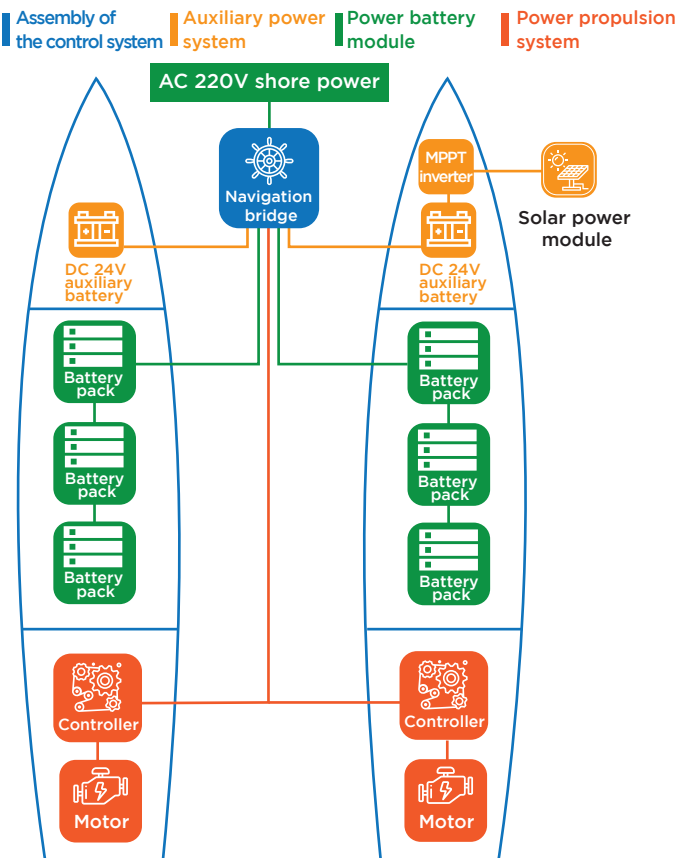 Assembly of
the control system
Auxiliary power
system
Power battery
module
Power propulsion
system
AC 220V shore power
Navigation
bridge
MPPT
inverter
Solar power
module
DC 24V
auxiliary
battery
DC 24V
auxiliary
battery
Battery
pack
Battery
pack
Battery
pack
Battery
pack
Battery
pack
Battery
pack
Controller
Controller
Motor
Motor